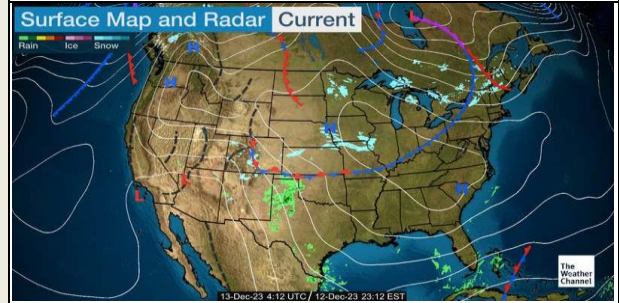 Surface Map and Radar Current
Rain Ice Snow
L
H
H
H
H
L
L
The
Weather
Channel
13-Dec-23 4:12 UTC / 12-Dec-23 23:12 EST